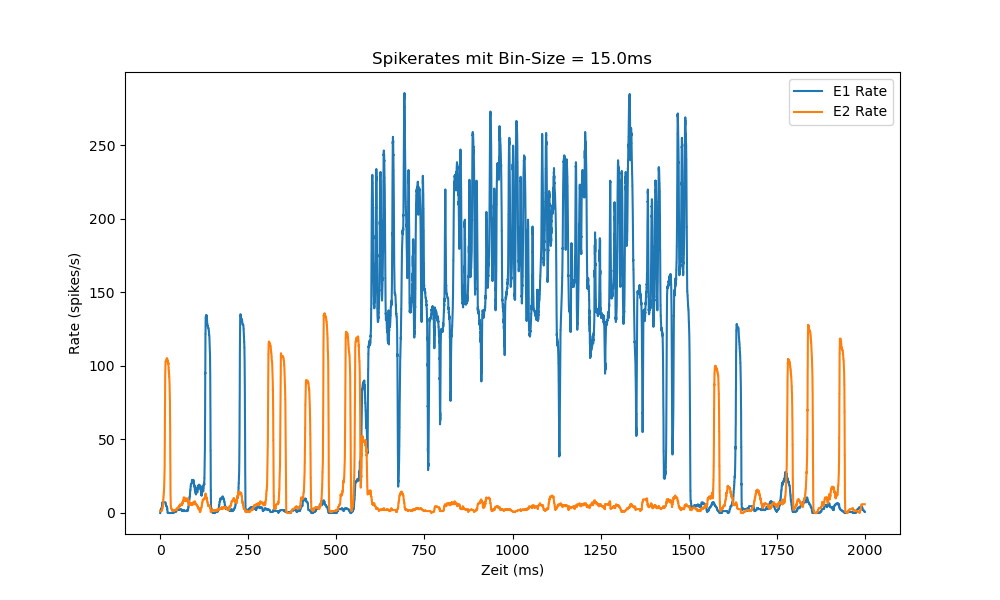 Spikerates mit Bin-Size = 15.0ms
E1 Rate
E2 Rate
Rate (spikes/s)
250
200
150
100
50
0
0 250 500 750 1000 1250 1500 1750 2000
Zeit (ms)